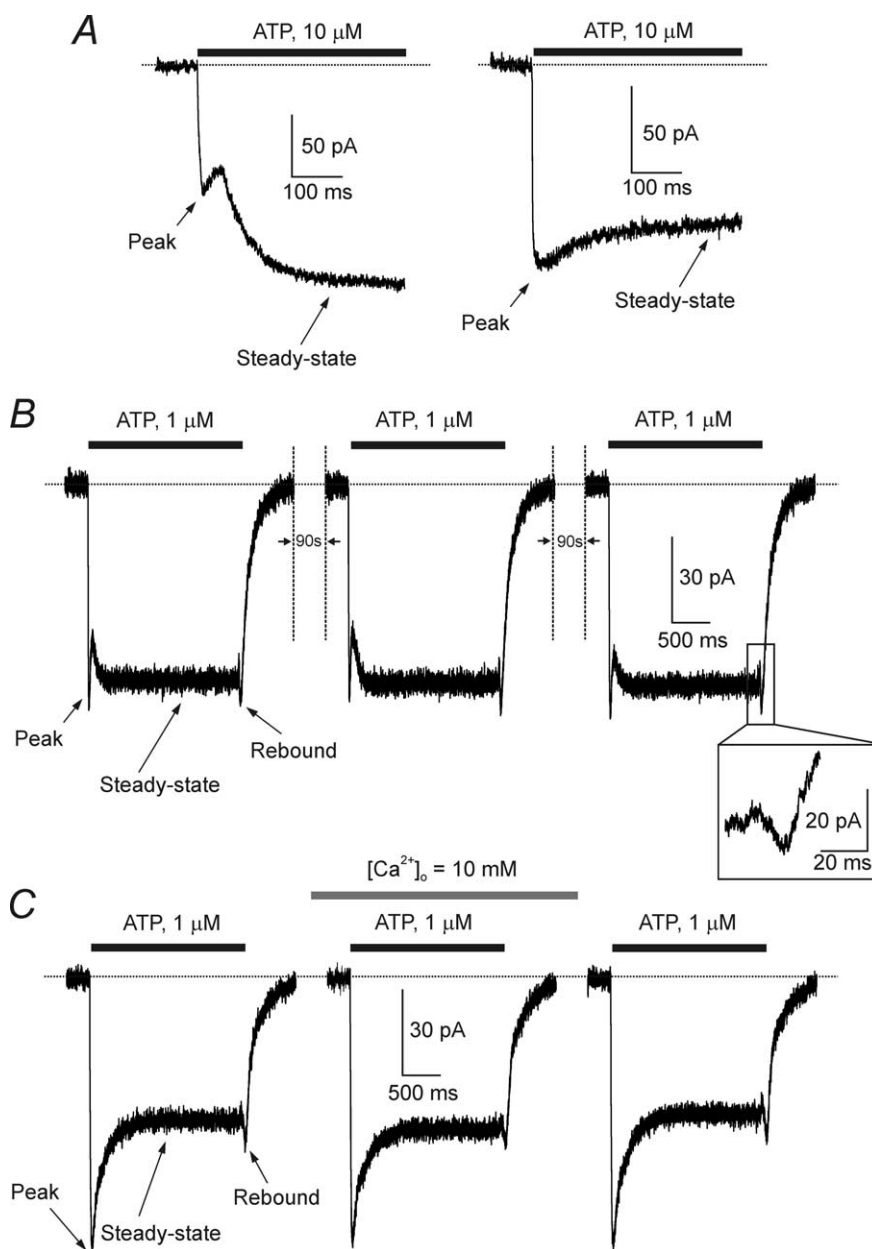 A
ATP, 10 μM
ATP, 10 μM
50 pA
100 ms
50 pA
100 ms
Peak
Steady-state
Peak
Steady-state
B
ATP, 1 μM
ATP, 1 μM
ATP, 1 μM
90s
90s
30 pA
500 ms
Peak
Steady-state
Rebound
20 pA
20 ms
[Ca²⁺]ₒ = 10 mM
C
ATP, 1 μM
ATP, 1 μM
ATP, 1 μM
30 pA
500 ms
Peak
Steady-state
Rebound